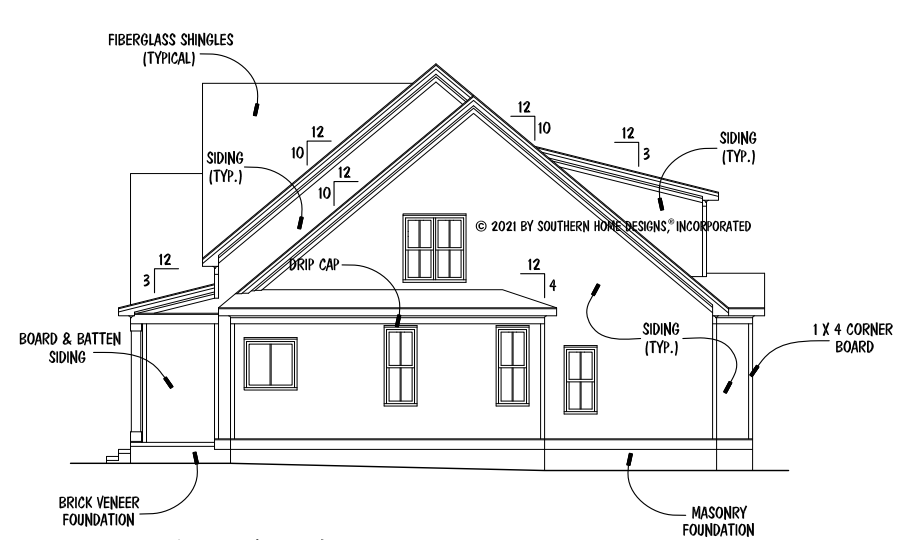 FIBERGLASS SHINGLES
(TYPICAL)
12
10
12
10
12
10
12
3
SIDING
(TYP.)
SIDING
(TYP.)
© 2021 BY SOUTHERN HOME DESIGNS,® INCORPORATED
DRIP CAP
12
3
12
4
BOARD & BATTEN
SIDING
SIDING
(TYP.)
1 X 4 CORNER
BOARD
BRICK VENEER
FOUNDATION
MASONRY
FOUNDATION